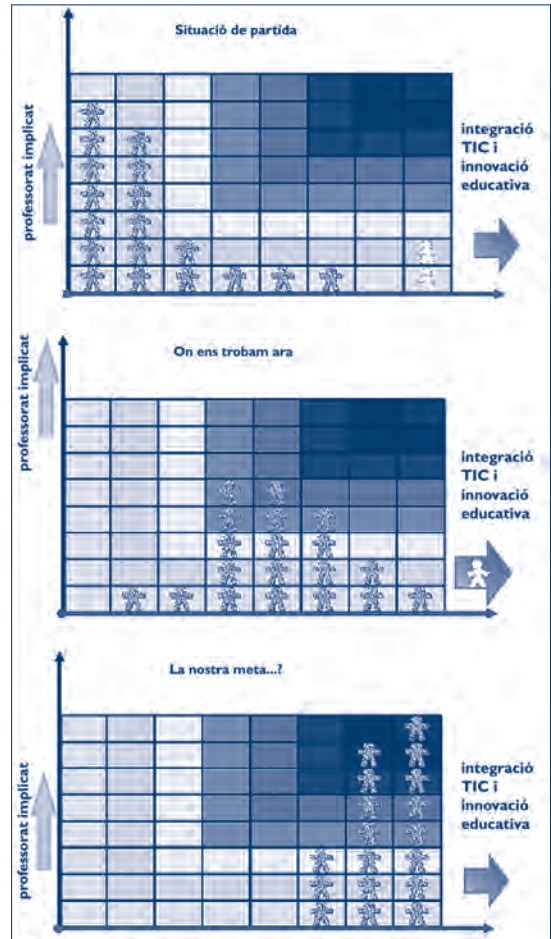 Situació de partida
professorat implicat
integració
TIC i
innovació
educativa
On ens trobam ara
professorat implicat
integració
TIC i
innovació
educativa
La nostra meta...?
professorat implicat
integració
TIC i
innovació
educativa